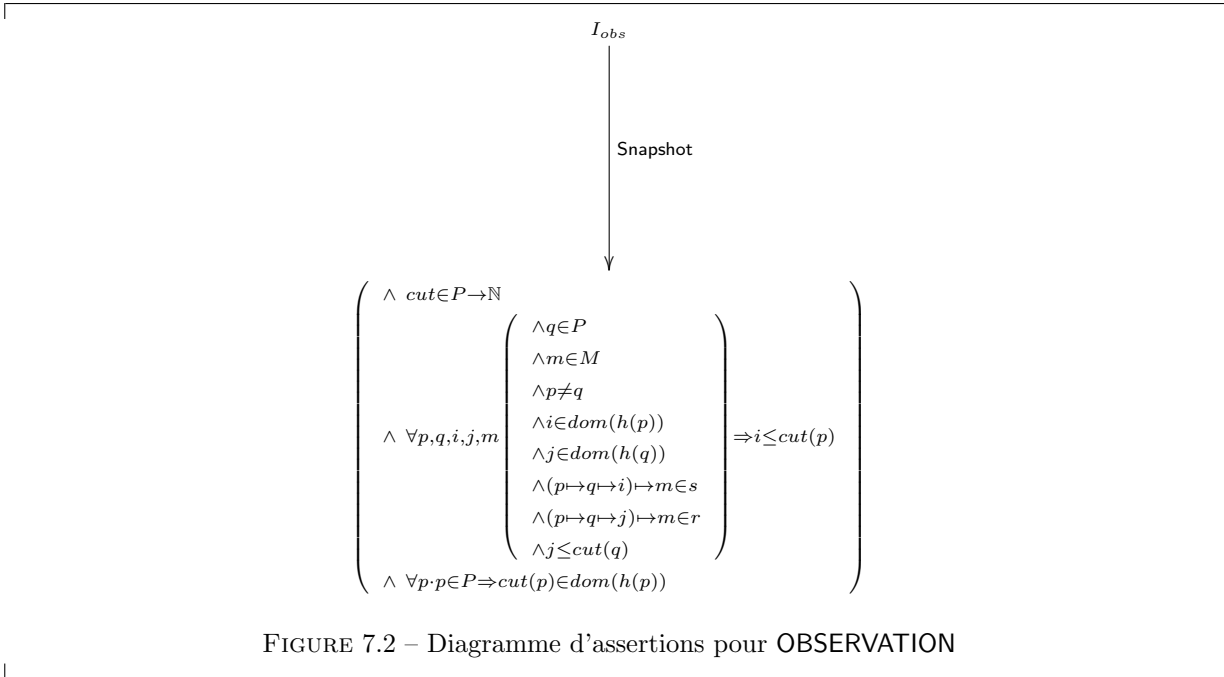 I_obs
Snapshot
∧ cut∈P→ℕ
∧q∈P
∧m∈M
∧p≠q
∧i∈dom(h(p))
∧ ∀p,q,i,j,m ⇒i≤cut(p)
∧j∈dom(h(q))
∧(p↦q↦i)↦m∈s
∧(p↦q↦j)↦m∈r
∧j≤cut(q)
∧ ∀p·p∈P⇒cut(p)∈dom(h(p))
FIGURE 7.2 – Diagramme d'assertions pour OBSERVATION